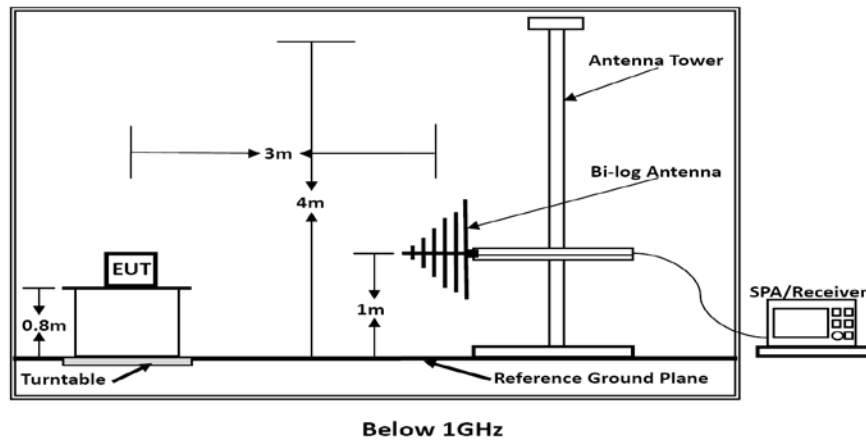 Antenna Tower
3m
Bi-log Antenna
4m
EUT
SPA/Receiver
0.8m
1m
Turntable
Reference Ground Plane
Below 1GHz